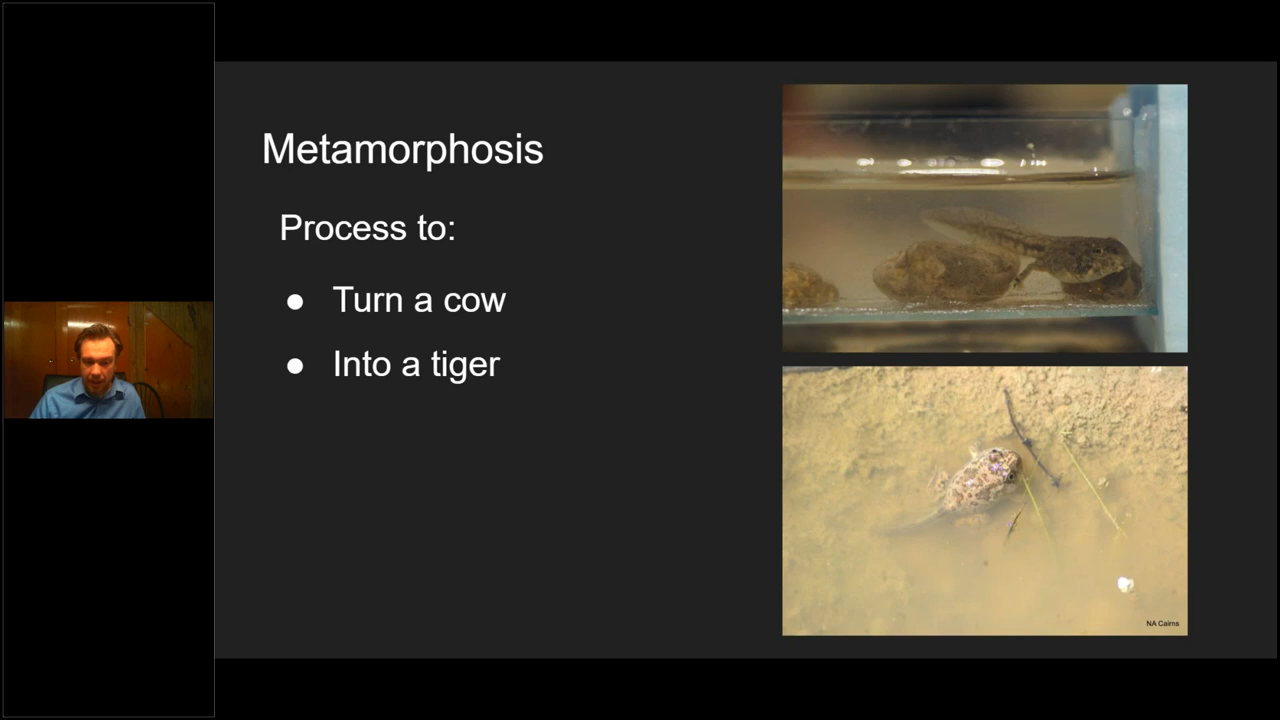 Metamorphosis
Process to:
● Turn a cow
● Into a tiger
NA Cairns